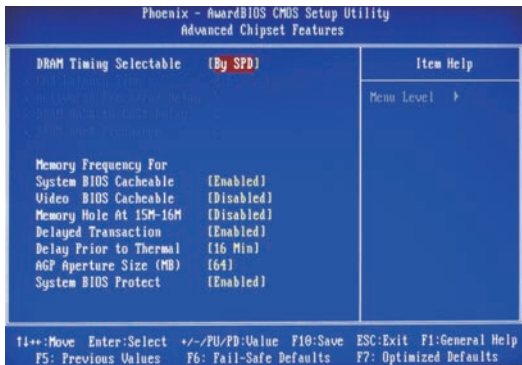 Phoenix - AwardBIOS CMOS Setup Utility
Advanced Chipset Features
DRAM Timing Selectable [By SPD]
Item Help
Menu Level
Memory Frequency For
System BIOS Cacheable [Enabled]
Video BIOS Cacheable [Disabled]
Memory Hole At 15M-16M [Disabled]
Delayed Transaction [Enabled]
Delay Prior to Thermal [16 Min]
AGP Aperture Size (MB) [64]
System BIOS Protect [Enabled]
↑↓→←:Move Enter:Select +/-/PU/PD:Value F10:Save ESC:Exit F1:General Help
F5: Previous Values F6: Fail-Safe Defaults F7: Optimized Defaults